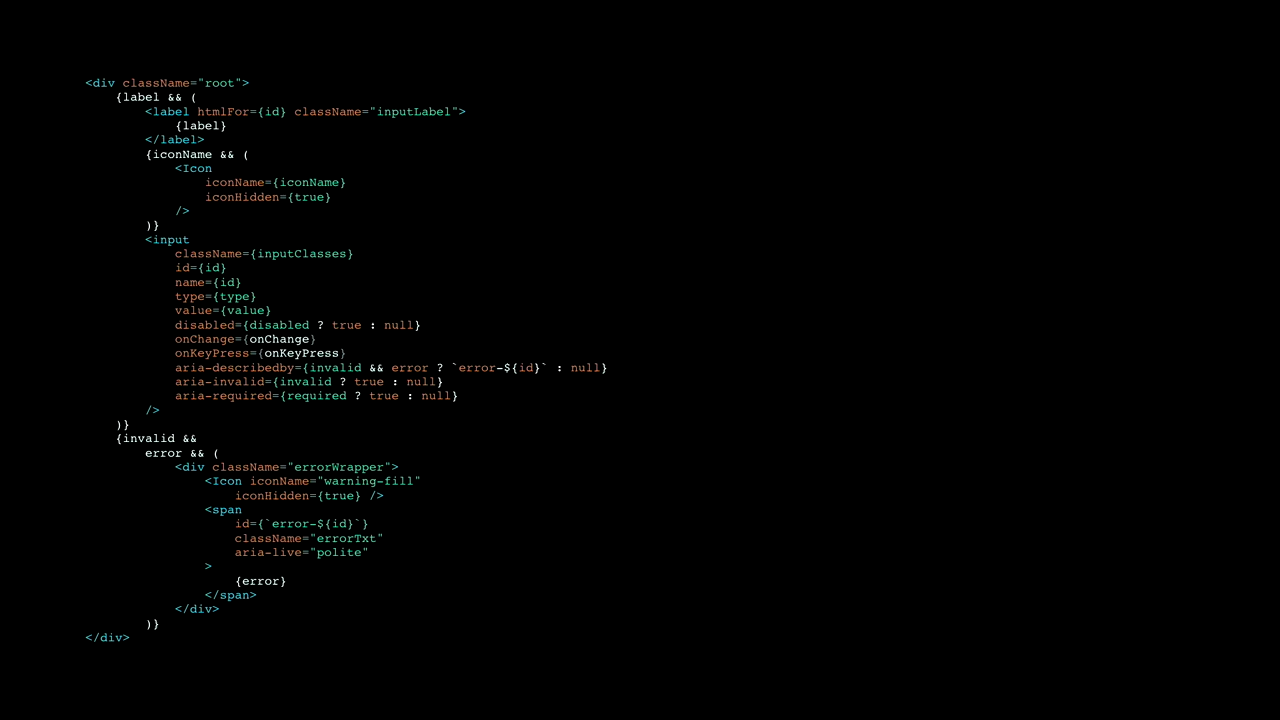 <div className="root">
    {label && (
        <label htmlFor={id} className="inputLabel">
            {label}
        </label>
        {iconName && (
            <Icon
                iconName={iconName}
                iconHidden={true}
            />
        )}
        <input
            className={inputClasses}
            id={id}
            name={id}
            type={type}
            value={value}
            disabled={disabled ? true : null}
            onChange={onChange}
            onKeyPress={onKeyPress}
            aria-describedby={invalid && error ? `error-${id}` : null}
            aria-invalid={invalid ? true : null}
            aria-required={required ? true : null}
        />
    )}
    {invalid &&
        error && (
            <div className="errorWrapper">
                <Icon iconName="warning-fill"
                    iconHidden={true} />
                <span
                    id={`error-${id}`}
                    className="errorTxt"
                    aria-live="polite"
                >
                    {error}
                </span>
            </div>
        )}
</div>